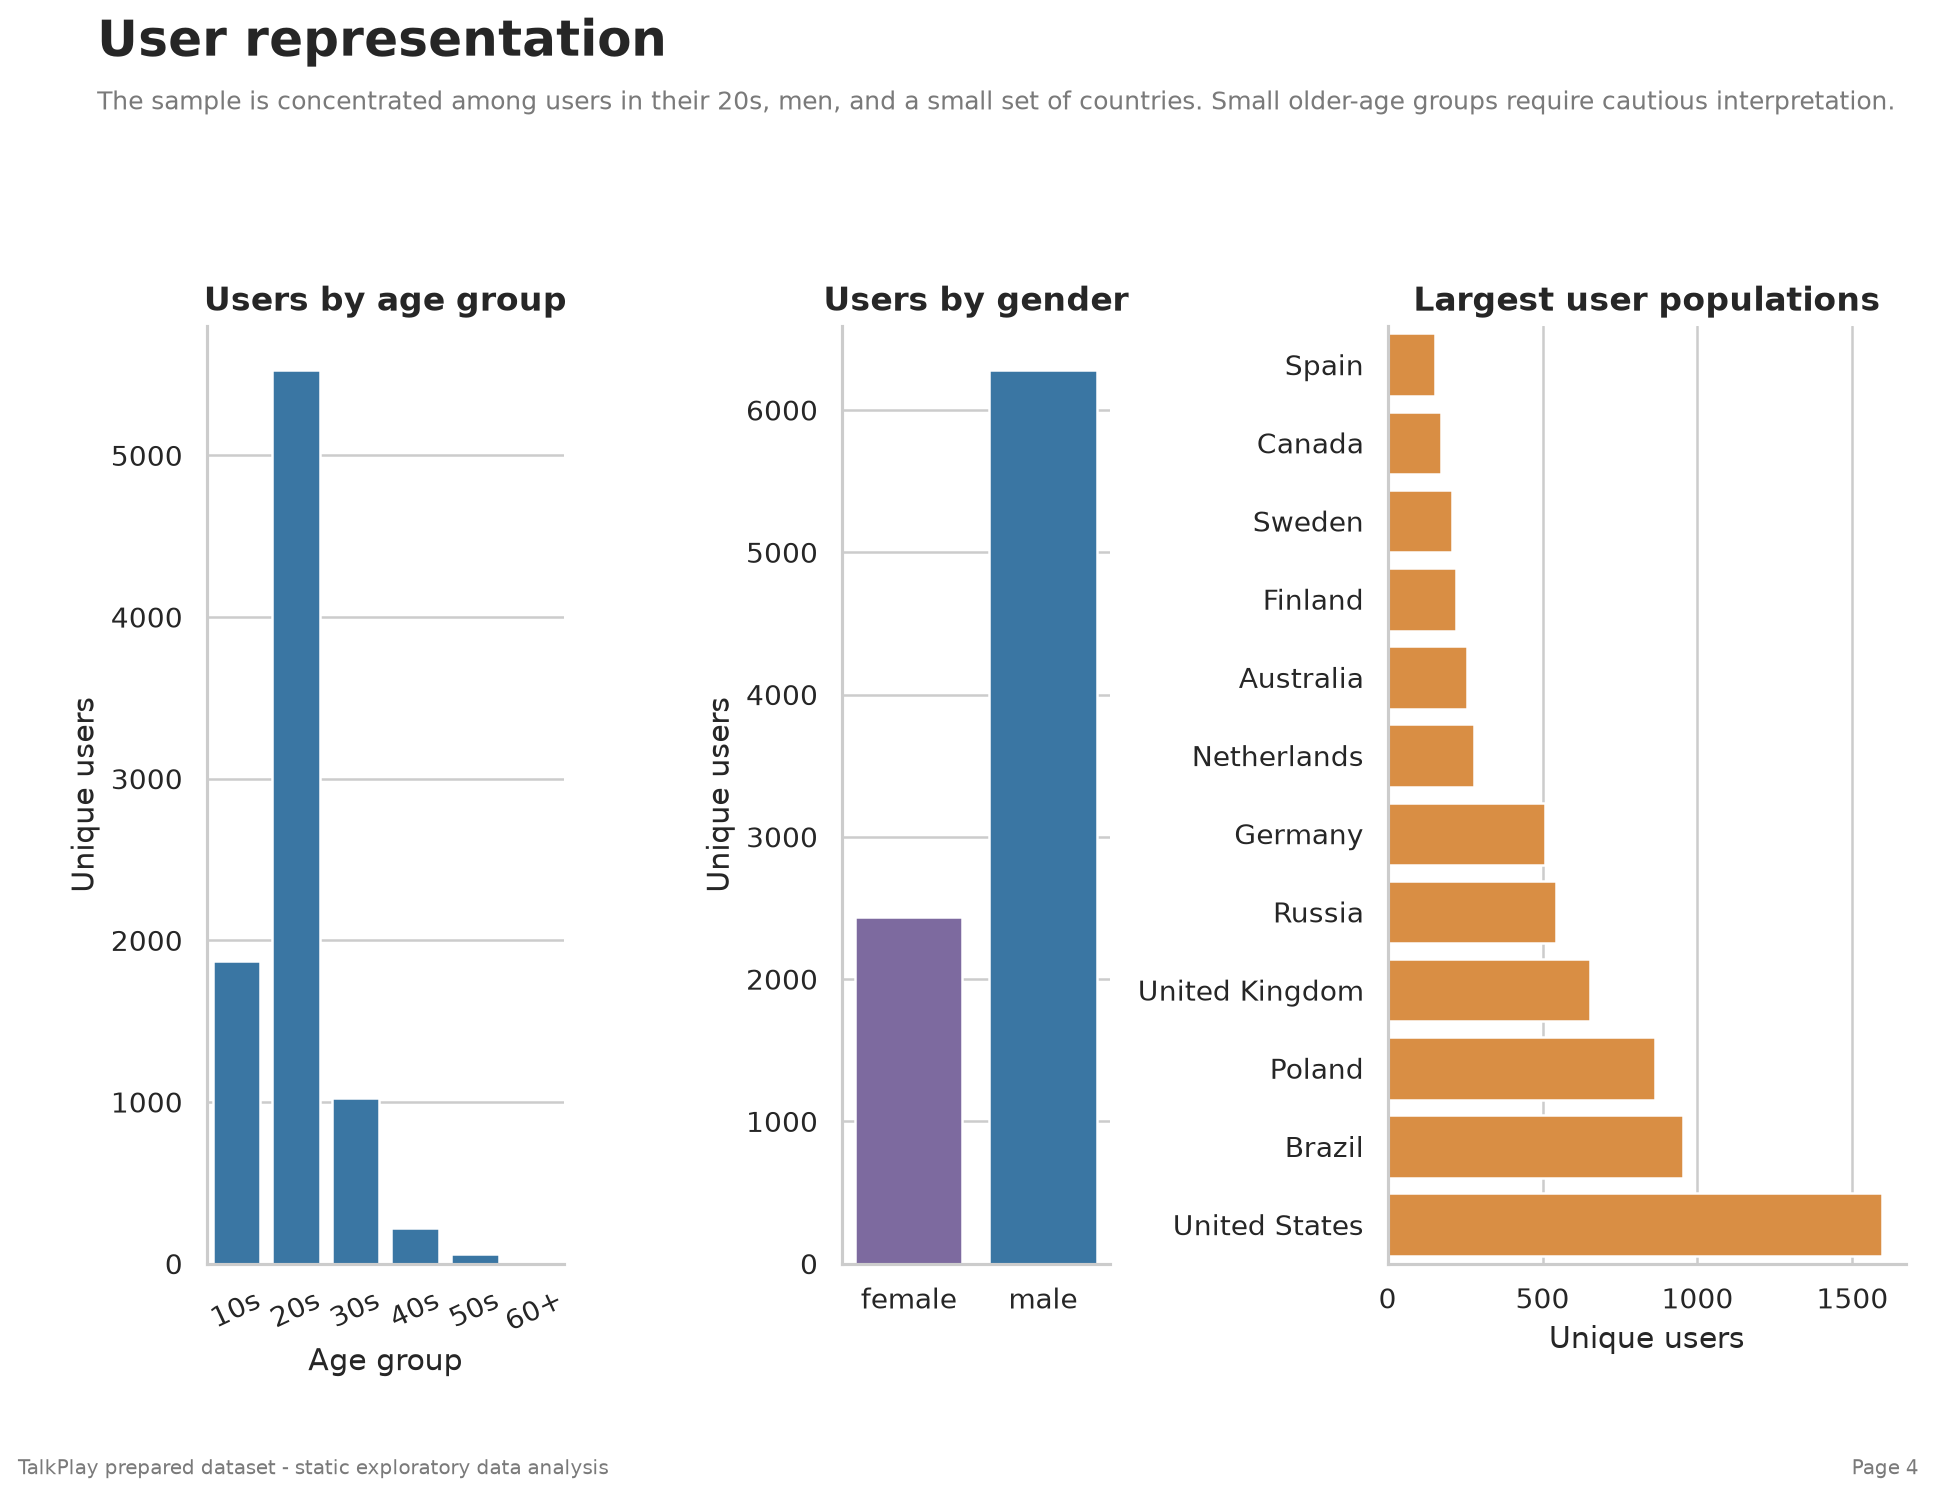 User representation
The sample is concentrated among users in their 20s, men, and a small set of countries. Small older-age groups require cautious interpretation.
Users by age group
Unique users
5000
4000
3000
2000
1000
0
10s
20s
30s
40s
50s
60+
Age group
Users by gender
Unique users
6000
5000
4000
3000
2000
1000
0
female
male
Largest user populations
Spain
Canada
Sweden
Finland
Australia
Netherlands
Germany
Russia
United Kingdom
Poland
Brazil
United States
0
500
1000
1500
Unique users
TalkPlay prepared dataset - static exploratory data analysis
Page 4